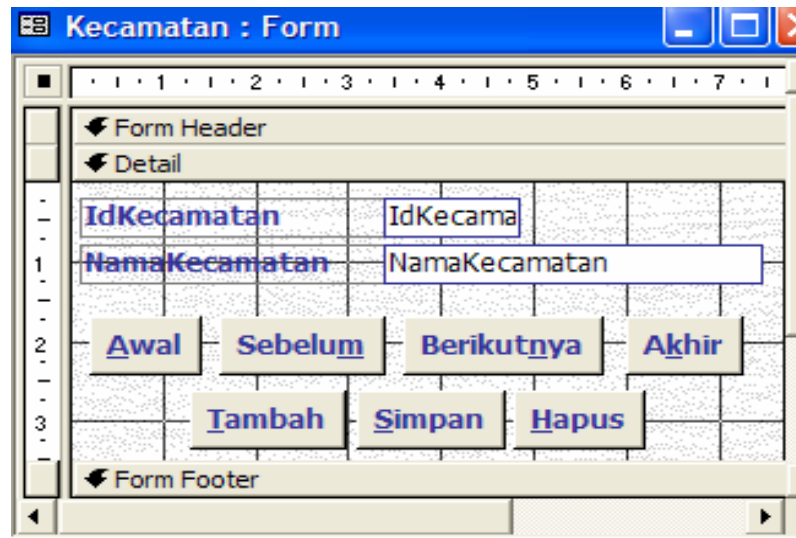 Kecamatan : Form
1 2 3 4 5 6 7
Form Header
Detail
IdKecamatan IdKecama
1 NamaKecamatan NamaKecamatan
2 Awal Sebelum Berikutnya Akhir
3 Tambah Simpan Hapus
Form Footer